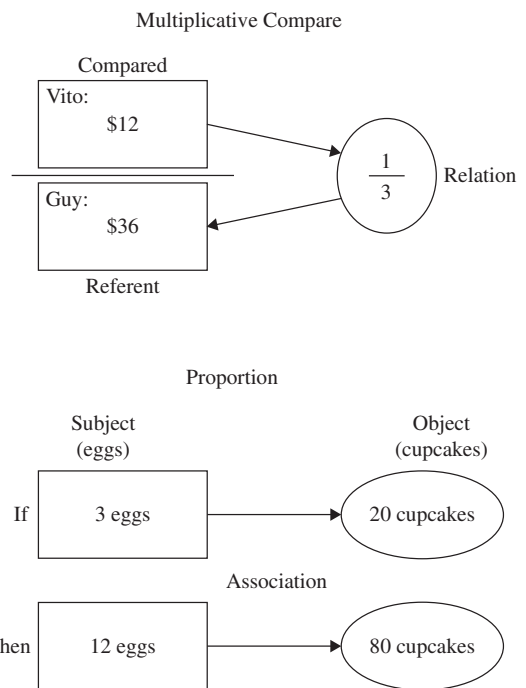 Multiplicative Compare
Compared
Vito:
$12
1
3
Relation
Guy:
$36
Referent
Proportion
Subject
(eggs)
Object
(cupcakes)
If
3 eggs
20 cupcakes
Association
hen
12 eggs
80 cupcakes